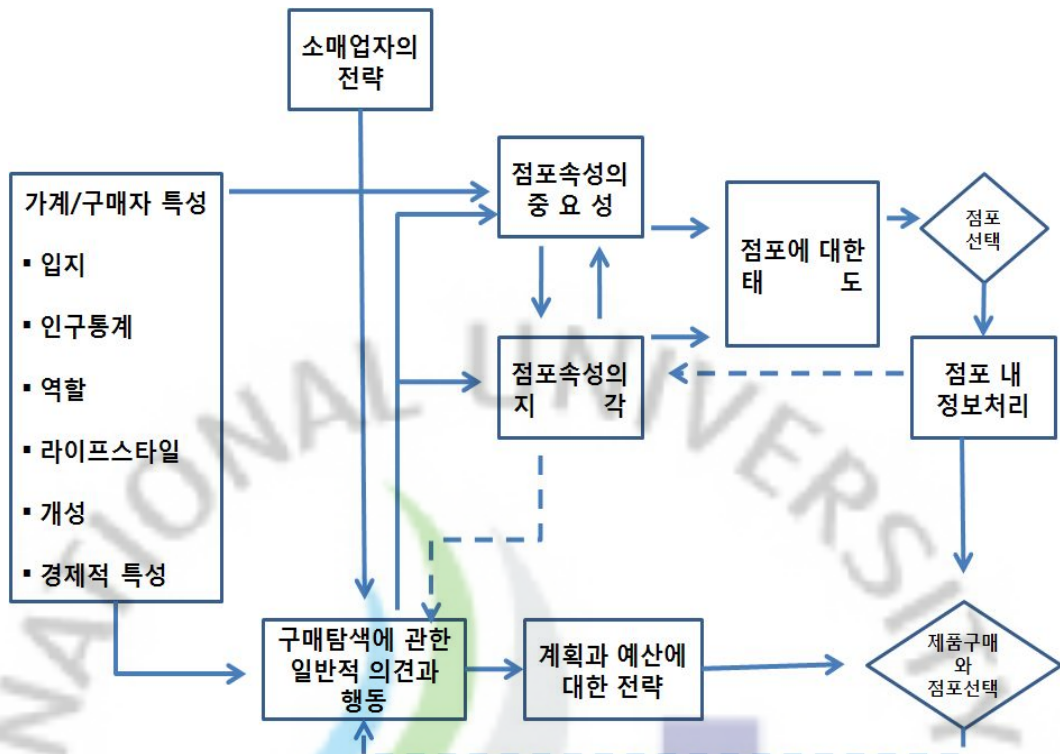 소매업자의
전략
가계/구매자 특성
▪ 입지
▪ 인구통계
▪ 역할
▪ 라이프스타일
▪ 개성
▪ 경제적 특성
점포속성의
중 요 성
점포속성의
지 각
점포에 대한
태 도
점포
선택
점포 내
정보처리
구매탐색에 관한
일반적 의견과
행동
계획과 예산에
대한 전략
제품구매
와
점포선택
NATIONAL UNIVERSITY